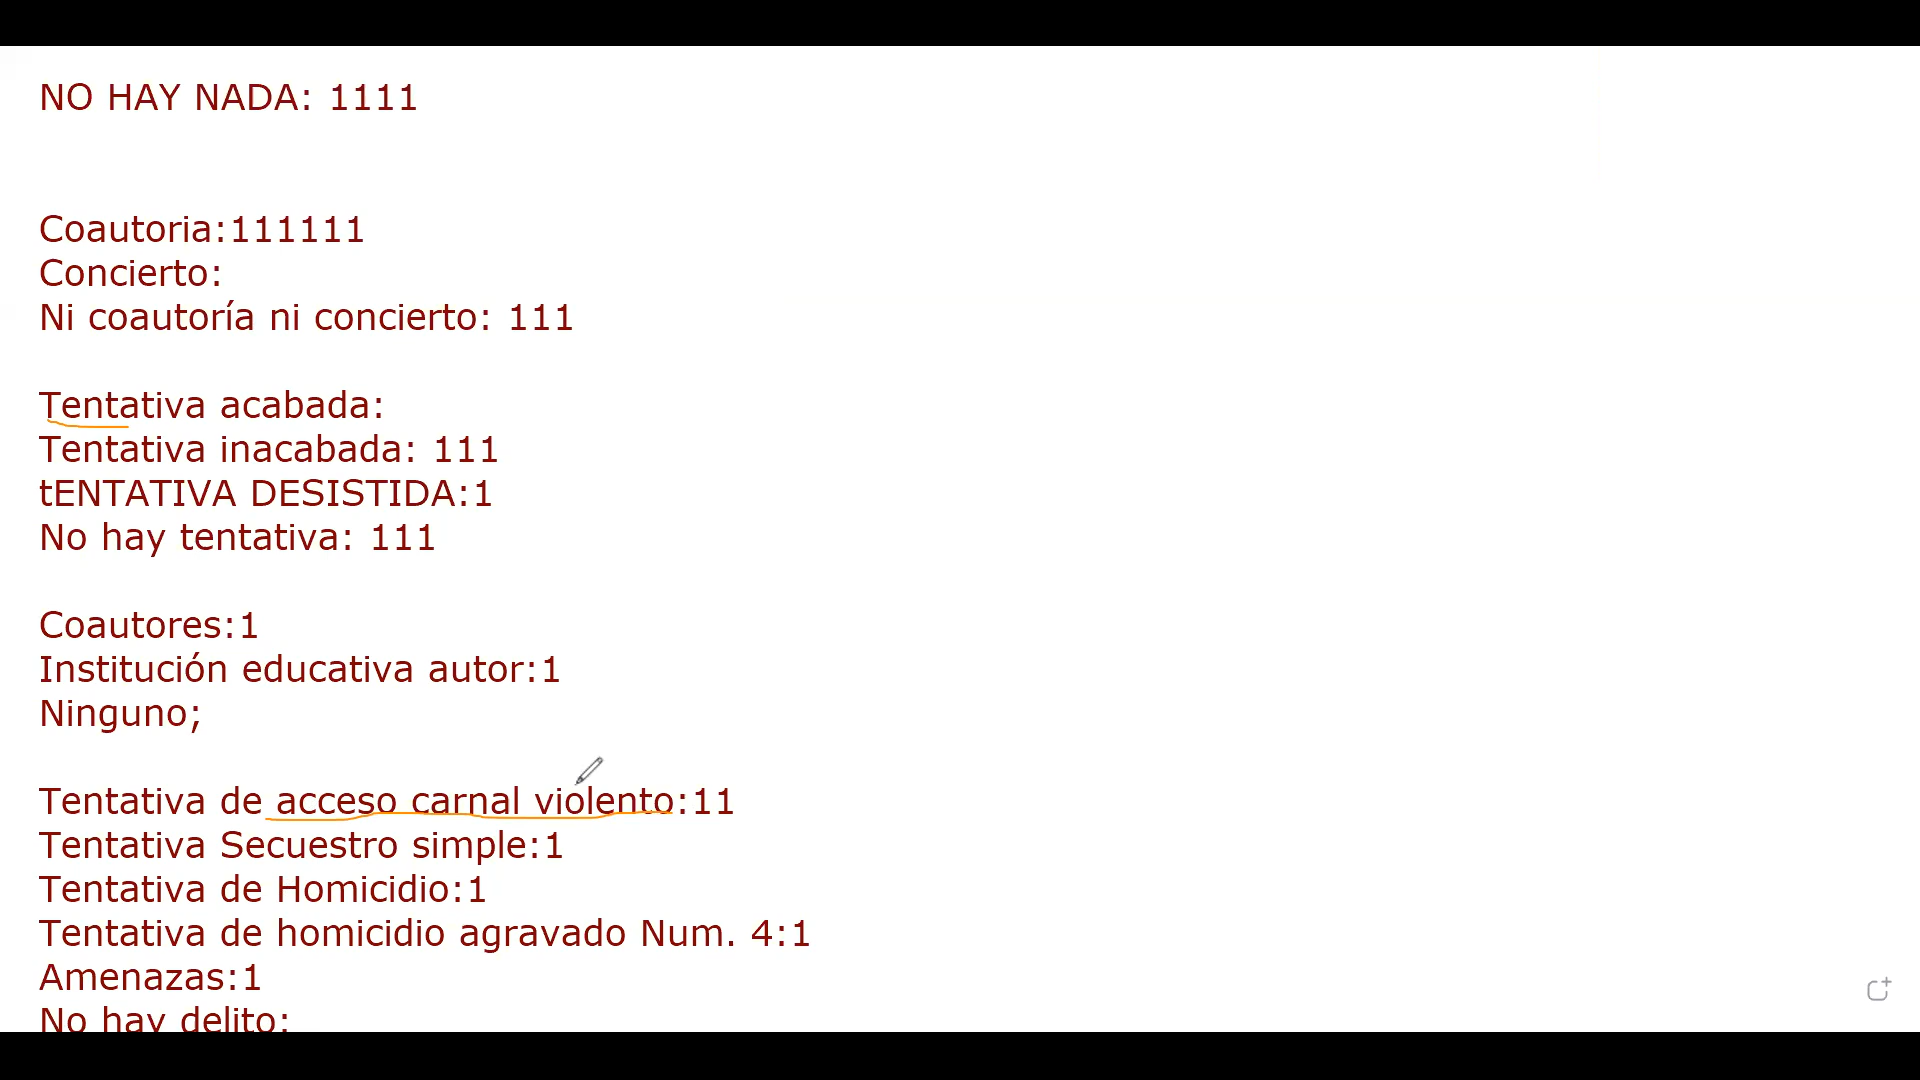 NO HAY NADA: 1111
Coautoria:111111
Concierto:
Ni coautoría ni concierto: 111
Tentativa acabada:
Tentativa inacabada: 111
tENTATIVA DESISTIDA:1
No hay tentativa: 111
Coautores:1
Institución educativa autor:1
Ninguno;
Tentativa de acceso carnal violento:11
Tentativa Secuestro simple:1
Tentativa de Homicidio:1
Tentativa de homicidio agravado Num. 4:1
Amenazas:1
No hay delito: